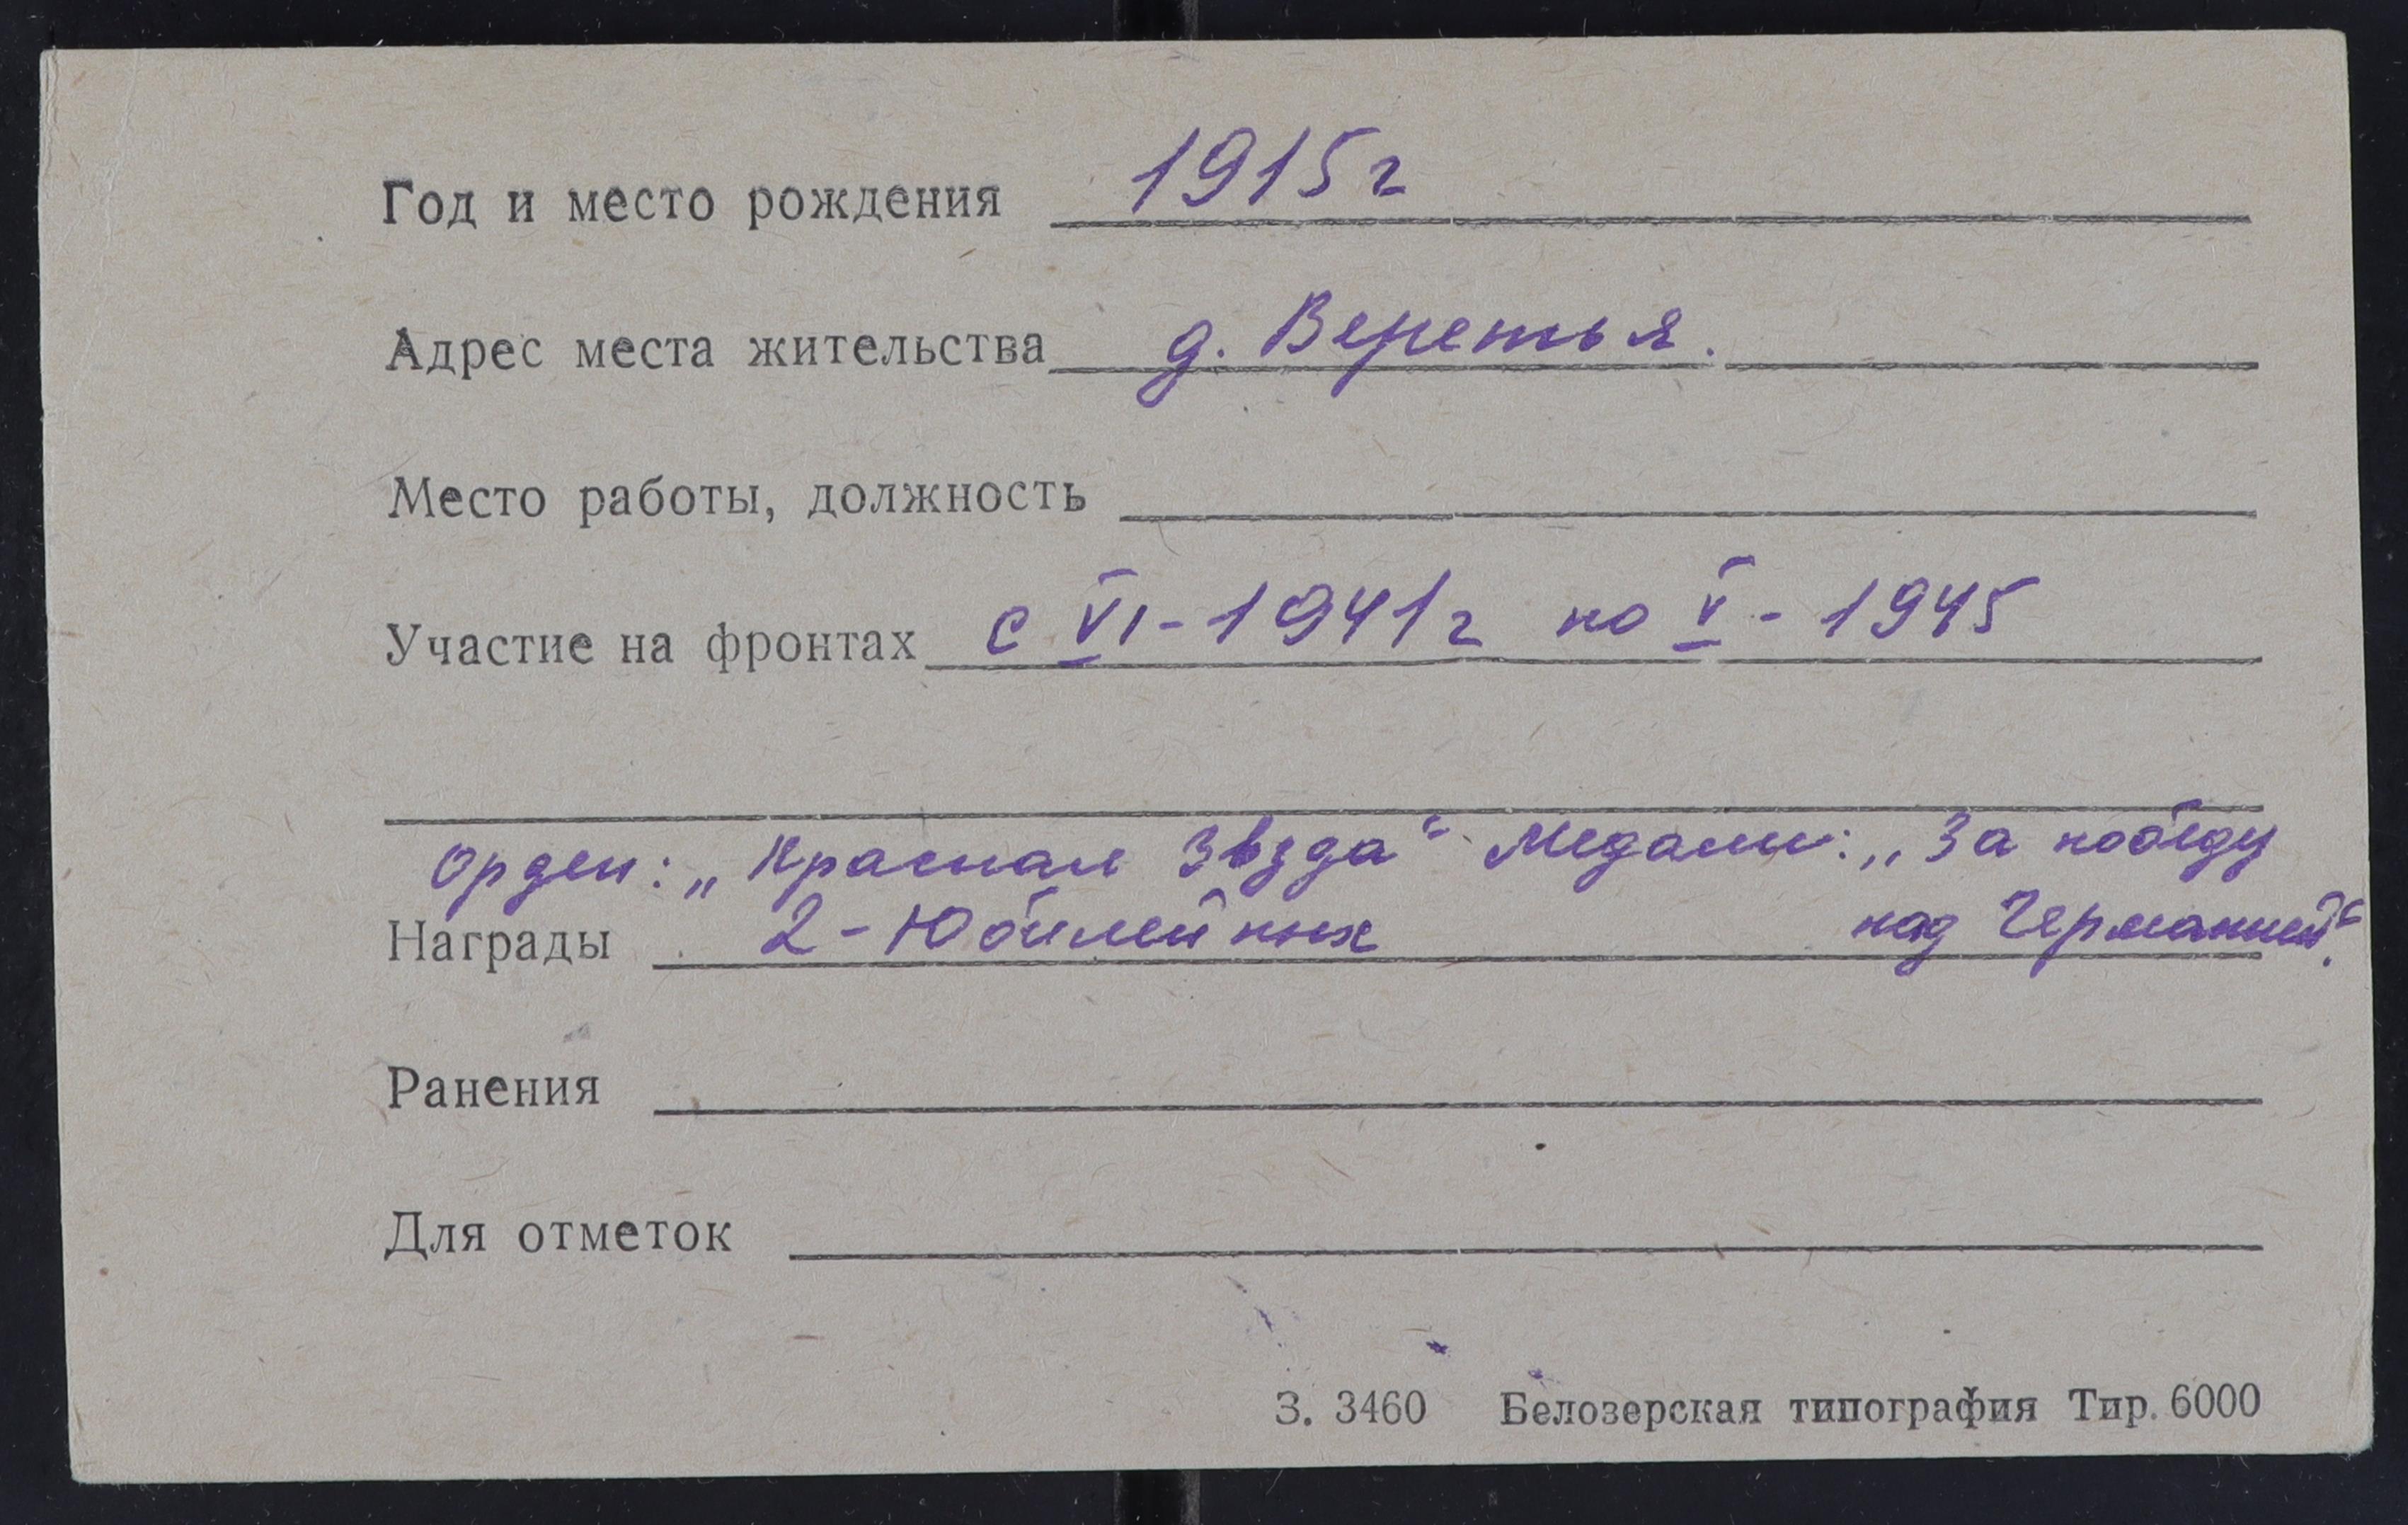 Год и место рождения 1915г
Адрес места жительства д. Веретья.
Место работы, должность
Участие на фронтах с VI-1941г по V-1945
Орден: „Красная Звзда" Медали: „За победу
Награды 2-Юбилейных над Германией".
Ранения
Для отметок
З. 3460 Белозерская типография Тир. 6000